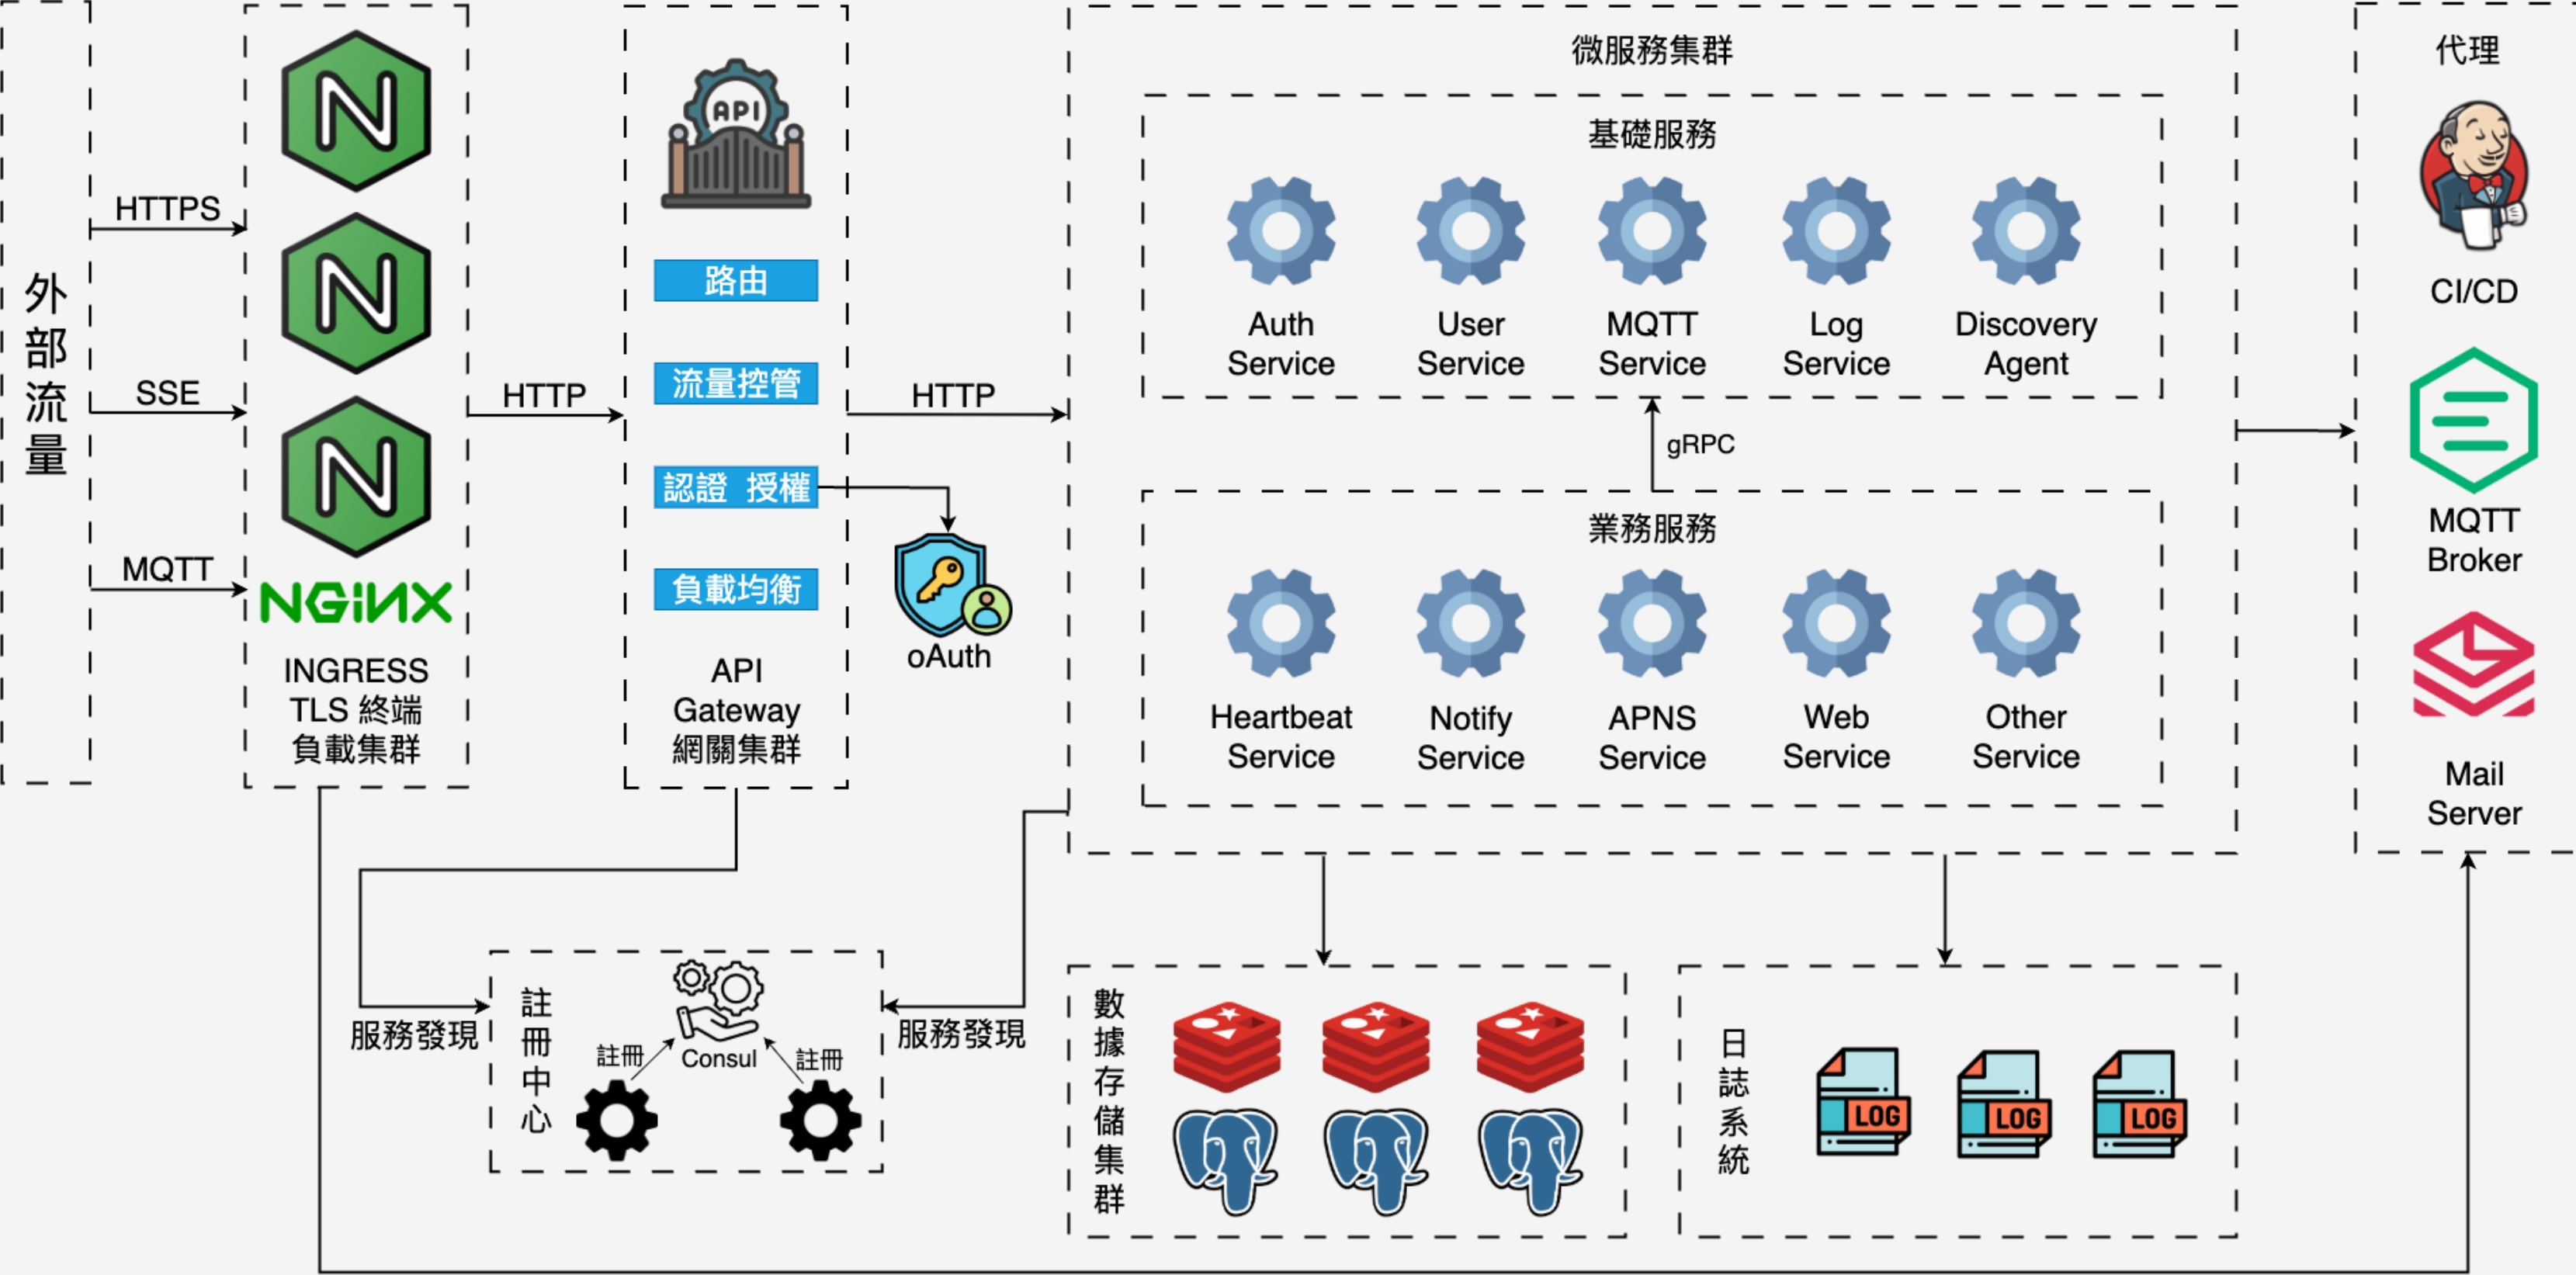 外
部
流
量
HTTPS
SSE
MQTT
NGINX
INGRESS
TLS 終端
負載集群
HTTP
API
路由
流量控管
認證 授權
負載均衡
API
Gateway
網關集群
HTTP
oAuth
微服務集群
基礎服務
Auth
Service
User
Service
MQTT
Service
Log
Service
Discovery
Agent
gRPC
業務服務
Heartbeat
Service
Notify
Service
APNS
Service
Web
Service
Other
Service
代理
CI/CD
MQTT
Broker
Mail
Server
服務發現
註
冊
中
心
Consul
註冊
註冊
服務發現
數
據
存
儲
集
群
日
誌
系
統
LOG
LOG
LOG